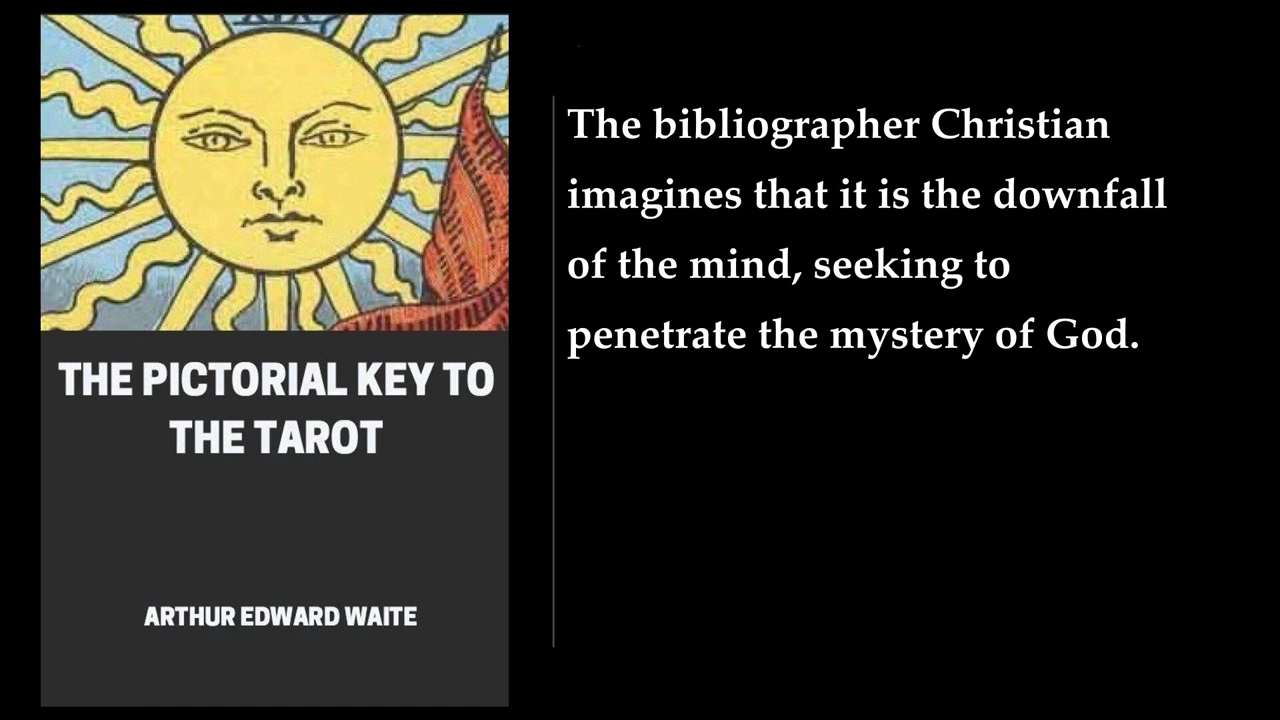 XIX
THE PICTORIAL KEY TO
THE TAROT
ARTHUR EDWARD WAITE
The bibliographer Christian
imagines that it is the downfall
of the mind, seeking to
penetrate the mystery of God.